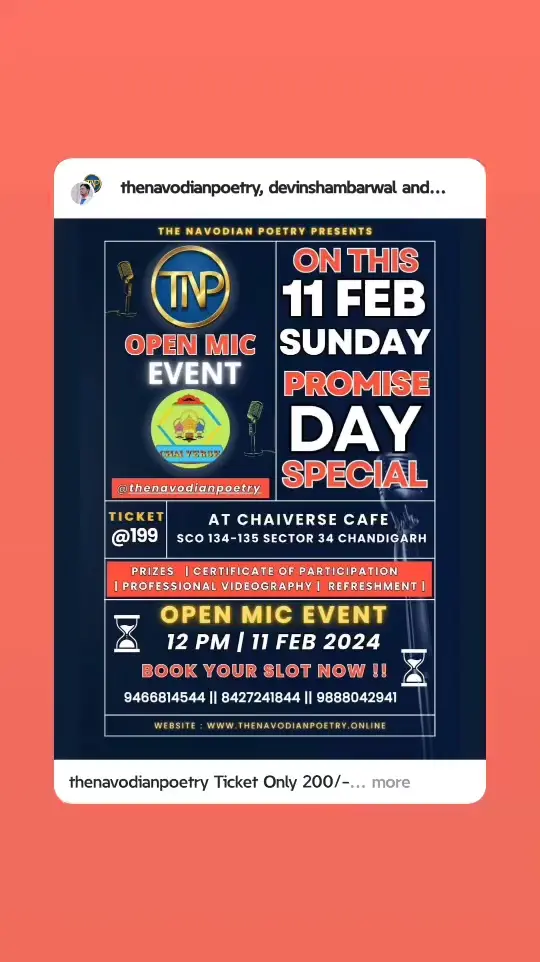 thenavodianpoetry, devinshambarwal and...
THE NAVODIAN POETRY PRESENTS
TNP
OPEN MIC
EVENT
CHAI VERSE
@thenavodianpoetry
ON THIS
11 FEB
SUNDAY
PROMISE
DAY
SPECIAL
TICKET
@199
AT CHAIVERSE CAFE
SCO 134-135 SECTOR 34 CHANDIGARH
PRIZES | CERTIFICATE OF PARTICIPATION
| PROFESSIONAL VIDEOGRAPHY | REFRESHMENT |
OPEN MIC EVENT
12 PM | 11 FEB 2024
BOOK YOUR SLOT NOW !!
9466814544 || 8427241844 || 9888042941
WEBSITE : WWW.THENAVODIANPOETRY.ONLINE
thenavodianpoetry Ticket Only 200/-... more